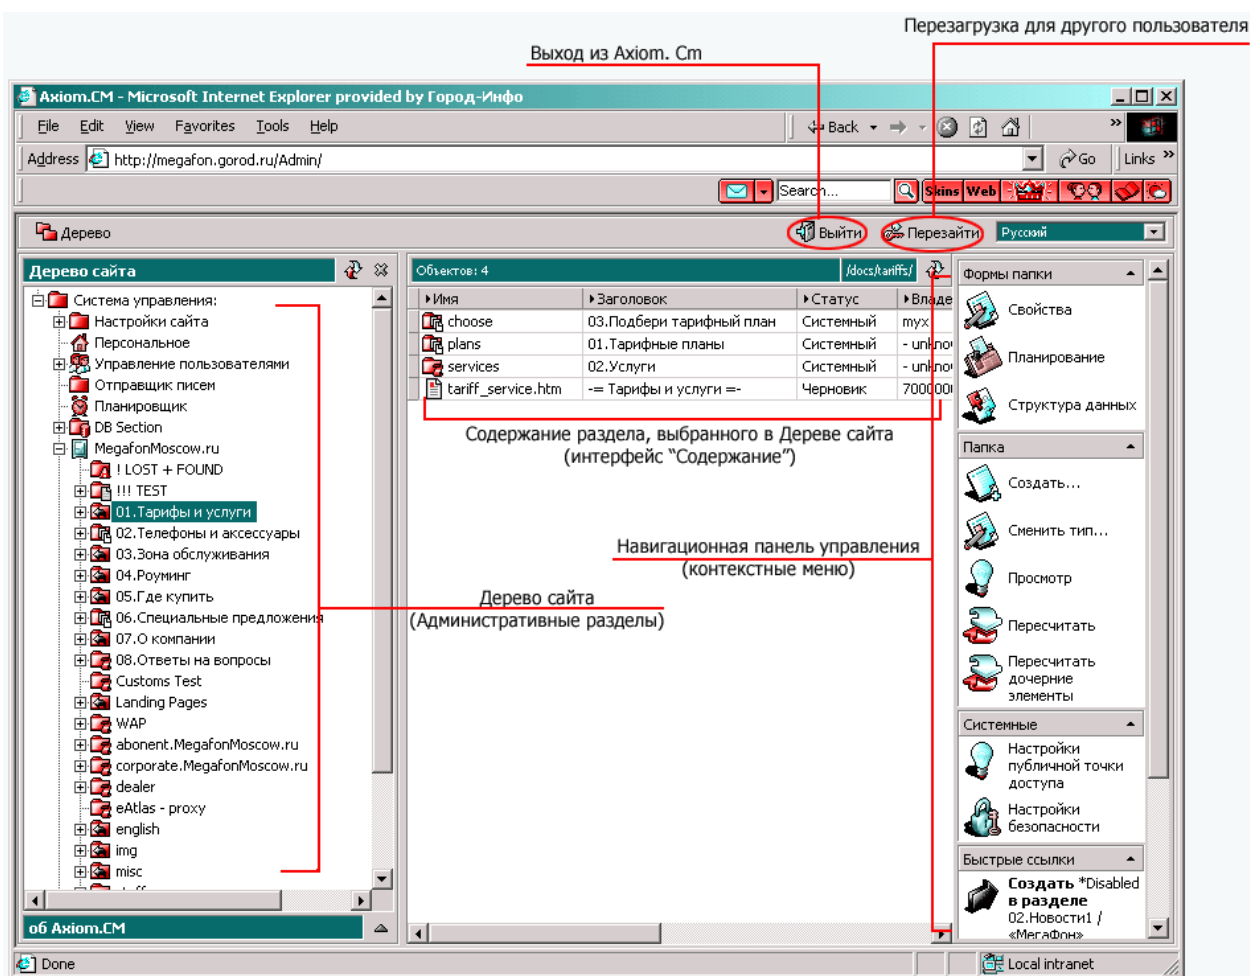 Перезагрузка для другого пользователя
Выход из Axiom. Cm
Axiom.CM - Microsoft Internet Explorer provided by Город-Инфо
File Edit View Favorites Tools Help
Back
Address http://megafon.gorod.ru/Admin/
Go Links
Search...
Skins Web
Дерево
Выйти
Перезайти
Русский
Дерево сайта
Объектов: 4
/docs/tariffs/
Система управления:
Настройки сайта
Персональное
Управление пользователями
Отправщик писем
Планировщик
DB Section
MegafonMoscow.ru
! LOST + FOUND
!!! TEST
01.Тарифы и услуги
02.Телефоны и аксессуары
03.Зона обслуживания
04.Роуминг
05.Где купить
06.Специальные предложения
07.О компании
08.Ответы на вопросы
Customs Test
Landing Pages
WAP
abonent.MegafonMoscow.ru
corporate.MegafonMoscow.ru
dealer
eAtlas - proxy
english
img
misc
об Axiom.CM
Имя Заголовок Статус Владе
choose 03.Подбери тарифный план Системный myx
plans 01.Тарифные планы Системный - unkno
services 02.Услуги Системный - unkno
tariff_service.htm -= Тарифы и услуги =- Черновик 700000
Содержание раздела, выбранного в Дереве сайта
(интерфейс “Содержание”)
Навигационная панель управления
(контекстные меню)
Дерево сайта
(Административные разделы)
Формы папки
Свойства
Планирование
Структура данных
Папка
Создать...
Сменить тип...
Просмотр
Пересчитать
Пересчитать
дочерние
элементы
Системные
Настройки
публичной точки
доступа
Настройки
безопасности
Быстрые ссылки
Создать *Disabled
в разделе
02.Новости1 /
«МегаФон»
Done
Local intranet